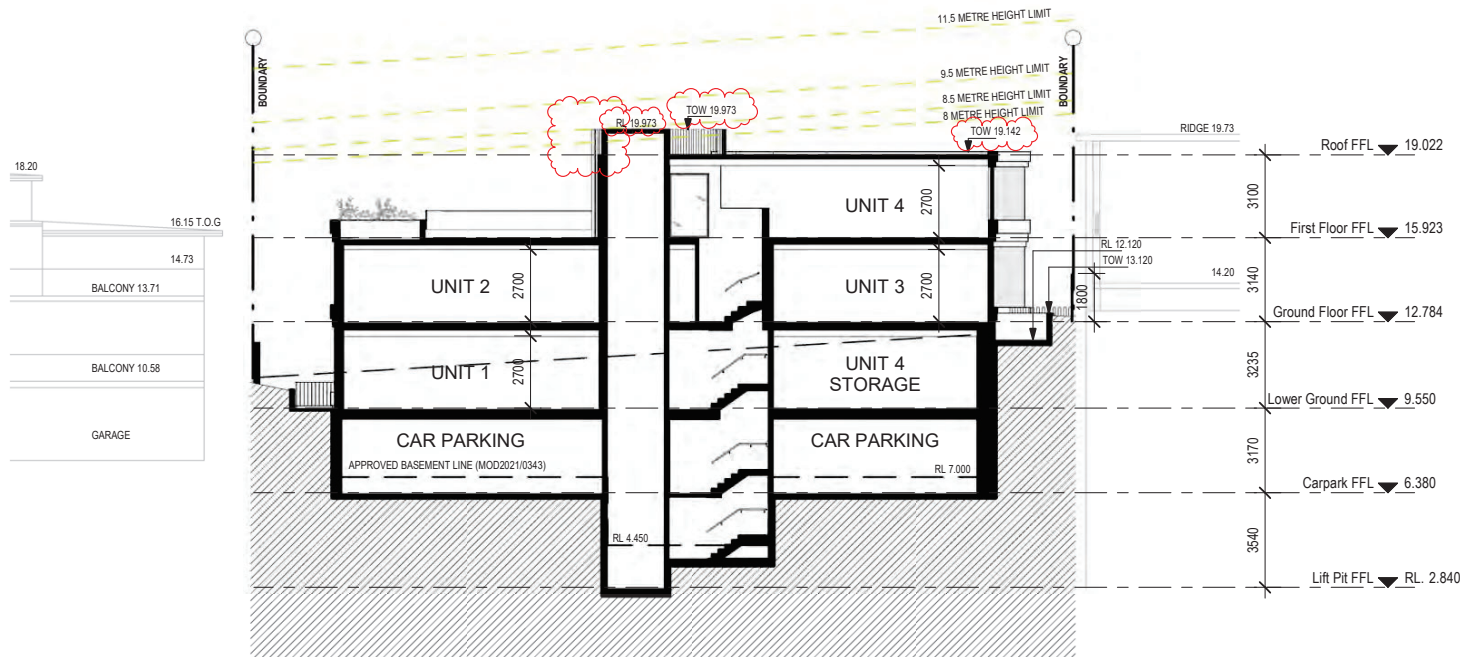 11.5 METRE HEIGHT LIMIT
9.5 METRE HEIGHT LIMIT
8.5 METRE HEIGHT LIMIT
8 METRE HEIGHT LIMIT
BOUNDARY
BOUNDARY
RL 19.973
TOW 19.973
TOW 19.142
RIDGE 19.73
Roof FFL 19.022
18.20
16.15 T.O.G
14.73
BALCONY 13.71
BALCONY 10.58
GARAGE
UNIT 4
2700
3100
First Floor FFL 15.923
UNIT 2
2700
UNIT 3
2700
RL 12.120
TOW 13.120
1800
14.20
3140
Ground Floor FFL 12.784
UNIT 1
2700
UNIT 4
STORAGE
3235
Lower Ground FFL 9.550
CAR PARKING
CAR PARKING
APPROVED BASEMENT LINE (MOD2021/0343)
RL 7.000
3170
Carpark FFL 6.380
RL 4.450
3540
Lift Pit FFL RL. 2.840